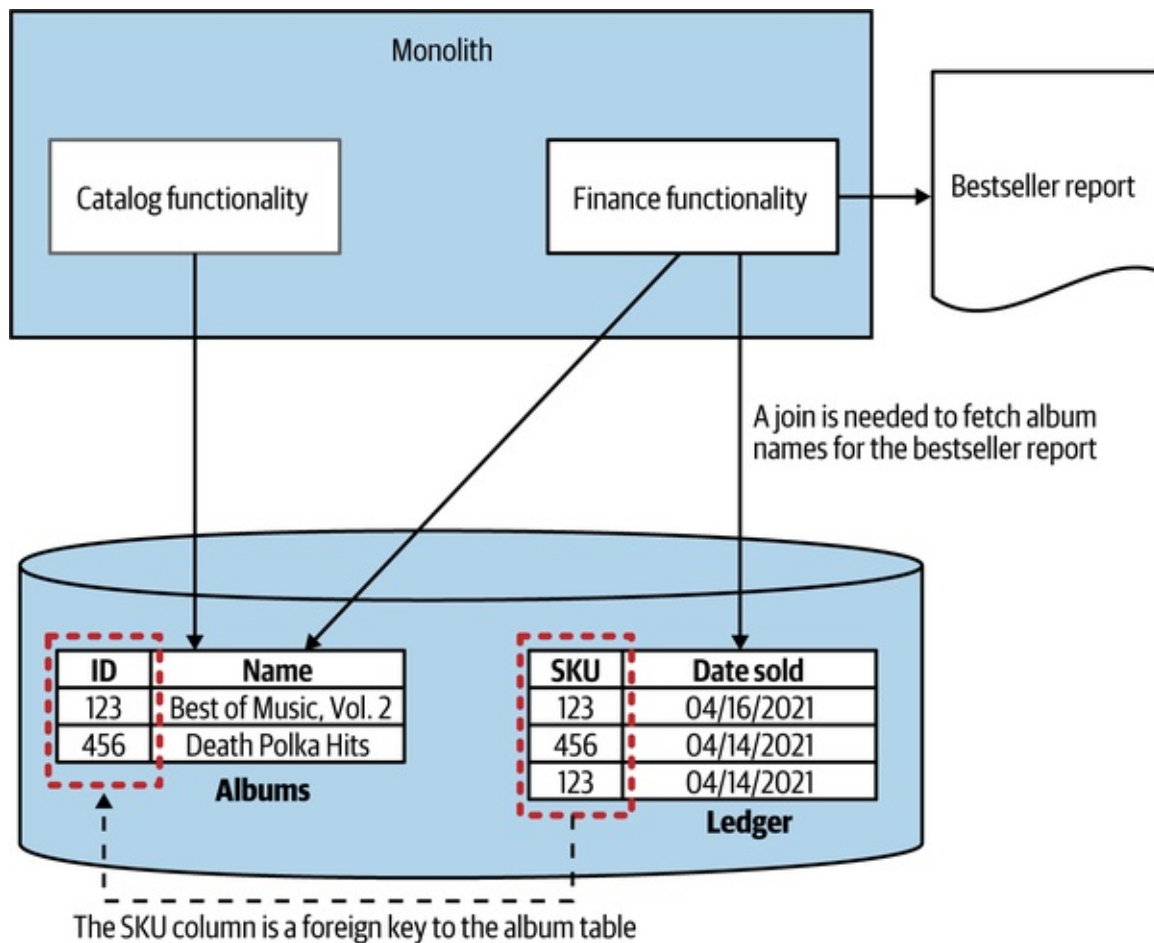 Monolith
Catalog functionality
Finance functionality
Bestseller report
A join is needed to fetch album
names for the bestseller report
ID Name
123 Best of Music, Vol. 2
456 Death Polka Hits
Albums
SKU Date sold
123 04/16/2021
456 04/14/2021
123 04/14/2021
Ledger
The SKU column is a foreign key to the album table